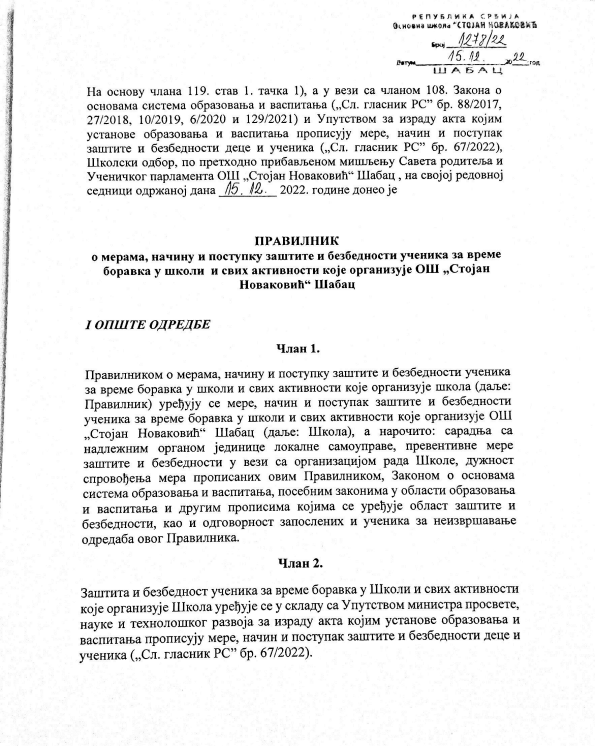 РЕПУБЛИКА СРБИЈА
Основна школа "СТОЈАН НОВАКОВИЋ
Број 1278/22
Датум 15.12. 2022 год
ШАБАЦ
На основу члана 119. став 1. тачка 1), а у вези са чланом 108. Закона о
основама система образовања и васпитања („Сл. гласник РС” бр. 88/2017,
27/2018, 10/2019, 6/2020 и 129/2021) и Упутством за израду акта којим
установе образовања и васпитања прописују мере, начин и поступак
заштите и безбедности деце и ученика („Сл. гласник РС” бр. 67/2022),
Школски одбор, по претходно прибављеном мишљењу Савета родитеља и
Ученичког парламента ОШ „Стојан Новаковић“ Шабац , на својој редовној
седници одржаној дана 15.12. 2022. године донео је
ПРАВИЛНИК
о мерама, начину и поступку заштите и безбедности ученика за време
боравка у школи и свих активности које организује ОШ „Стојан
Новаковић“ Шабац
I ОПШТЕ ОДРЕДБЕ
Члан 1.
Правилником о мерама, начину и поступку заштите и безбедности ученика
за време боравка у школи и свих активности које организује школа (даље:
Правилник) уређују се мере, начин и поступак заштите и безбедности
ученика за време боравка у школи и свих активности које организује ОШ
„Стојан Новаковић“ Шабац (даље: Школа), а нарочито: сарадња са
надлежним органом јединице локалне самоуправе, превентивне мере
заштите и безбедности у вези са организацијом рада Школе, дужност
спровођења мера прописаних овим Правилником, Законом о основама
система образовања и васпитања, посебним законима у области образовања
и васпитања и другим прописима којима се уређује област заштите и
безбедности, као и одговорност запослених и ученика за неизвршавање
одредаба овог Правилника.
Члан 2.
Заштита и безбедност ученика за време боравка у Школи и свих активности
које организује Школа уређује се у складу са Упутством министра просвете,
науке и технолошког развоја за израду акта којим установе образовања и
васпитања прописују мере, начин и поступак заштите и безбедности деце и
ученика („Сл. гласник РС” бр. 67/2022).